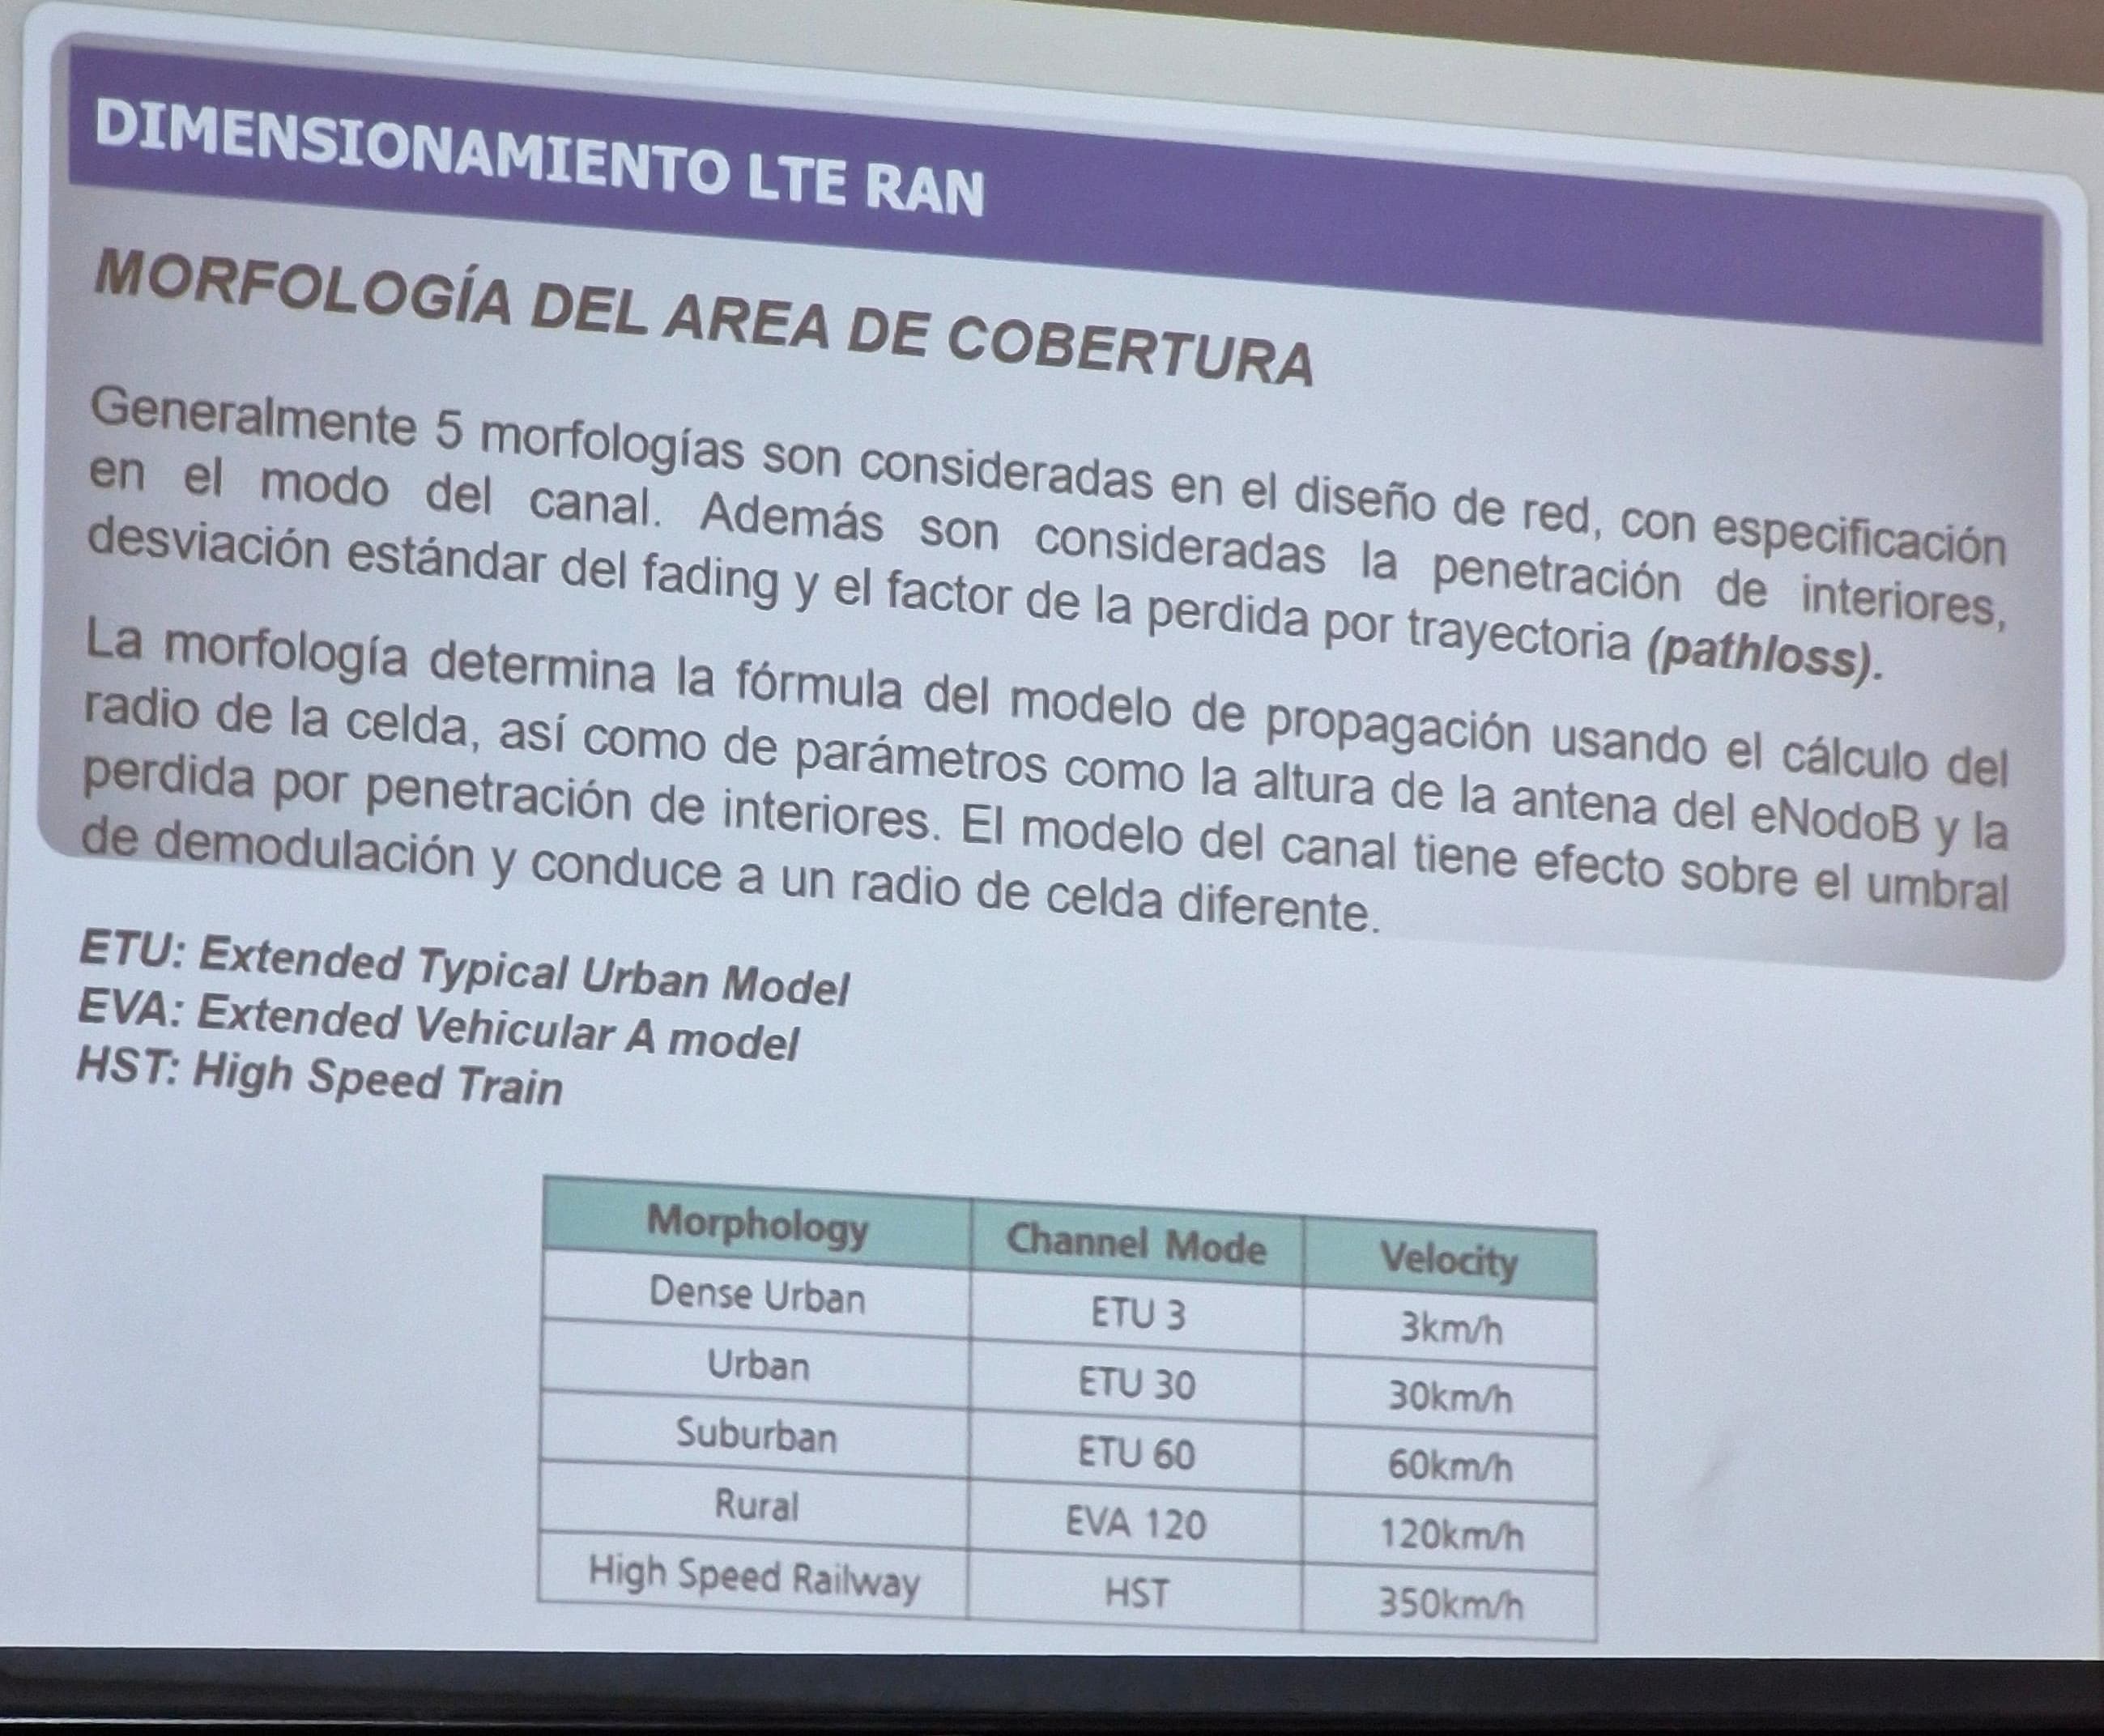 DIMENSIONAMIENTO LTE RAN
MORFOLOGÍA DEL AREA DE COBERTURA
Generalmente 5 morfologías son consideradas en el diseño de red, con especificación
en el modo del canal. Además son consideradas la penetración de interiores,
desviación estándar del fading y el factor de la perdida por trayectoria (pathloss).
La morfología determina la fórmula del modelo de propagación usando el cálculo del
radio de la celda, así como de parámetros como la altura de la antena del eNodoB y la
perdida por penetración de interiores. El modelo del canal tiene efecto sobre el umbral
de demodulación y conduce a un radio de celda diferente.
ETU: Extended Typical Urban Model
EVA: Extended Vehicular A model
HST: High Speed Train
Morphology Channel Mode Velocity
Dense Urban ETU 3 3km/h
Urban ETU 30 30km/h
Suburban ETU 60 60km/h
Rural EVA 120 120km/h
High Speed Railway HST 350km/h